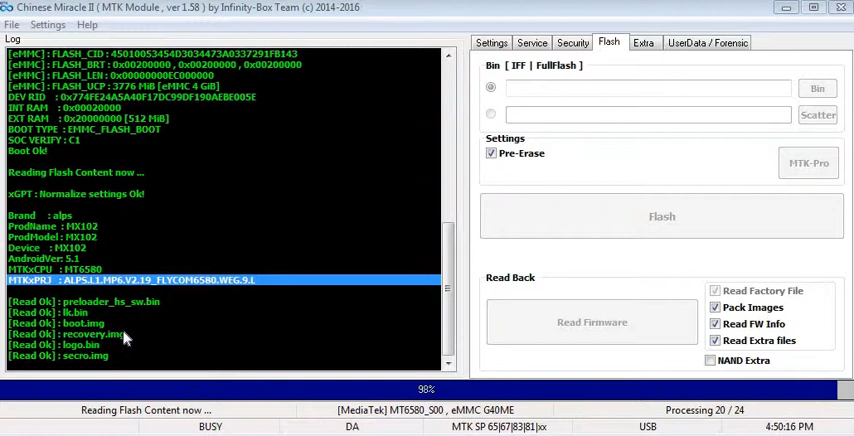 Chinese Miracle II ( MTK Module , ver 1.58 ) by Infinity-Box Team (c) 2014-2016
File Settings Help
Log
[eMMC] : FLASH_CID : 45010053454D3034473A0337291FB143
[eMMC] : FLASH_BRT : 0x00200000 , 0x00200000 , 0x00200000
[eMMC] : FLASH_LEN : 0x00000000EC000000
[eMMC] : FLASH_UCP : 3776 MiB [eMMC 4 GiB]
DEV RID : 0x774FE24A5A40F17DC99DF190AEBE005E
INT RAM : 0x00020000
EXT RAM : 0x20000000 [512 MiB]
BOOT TYPE : EMMC_FLASH_BOOT
SOC VERIFY : C1
Boot Ok!
Reading Flash Content now ...
xGPT : Normalize settings Ok!
Brand : alps
ProdName : MX102
ProdModel : MX102
Device : MX102
AndroidVer: 5.1
MTKxCPU : MT6580
MTKxPRJ : ALPS.L1.MP6.V2.19_FLYCOM6580.WEG.9.L
[Read Ok] : preloader_hs_sw.bin
[Read Ok] : lk.bin
[Read Ok] : boot.img
[Read Ok] : recovery.img
[Read Ok] : logo.bin
[Read Ok] : secro.img
Settings Service Security Flash Extra UserData / Forensic
Bin [ IFF | FullFlash ]
Bin
Scatter
Settings
Pre-Erase
MTK-Pro
Flash
Read Back
Read Firmware
Read Factory File
Pack Images
Read FW Info
Read Extra files
NAND Extra
98%
Reading Flash Content now ... [MediaTek] MT6580_S00 , eMMC G40ME Processing 20 / 24
BUSY DA MTK SP 65|67|83|81|xx USB 4:50:16 PM